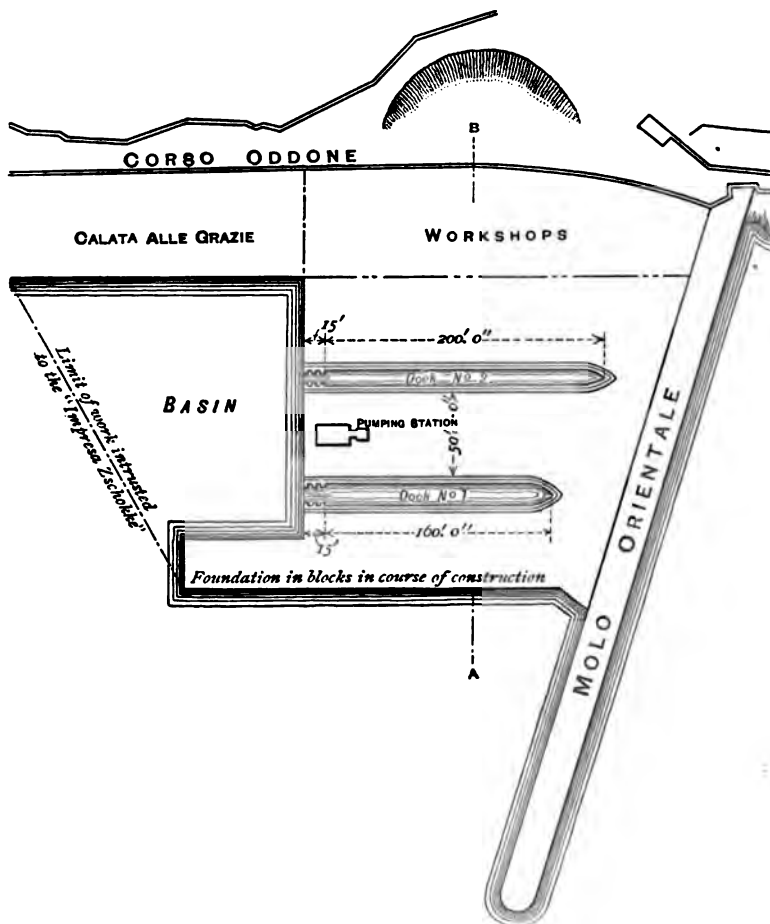 B
CORSO ODDONE
CALATA ALLE GRAZIE
WORKSHOPS
15'
200'. 0"
Dock Nº 2
Limit of work intrusted
to the "Impresa Zschokke"
BASIN
PUMPING STATION
50'. 0"
Dock Nº 1
15'
160'. 0"
Foundation in blocks in course of construction
MOLO ORIENTALE
A